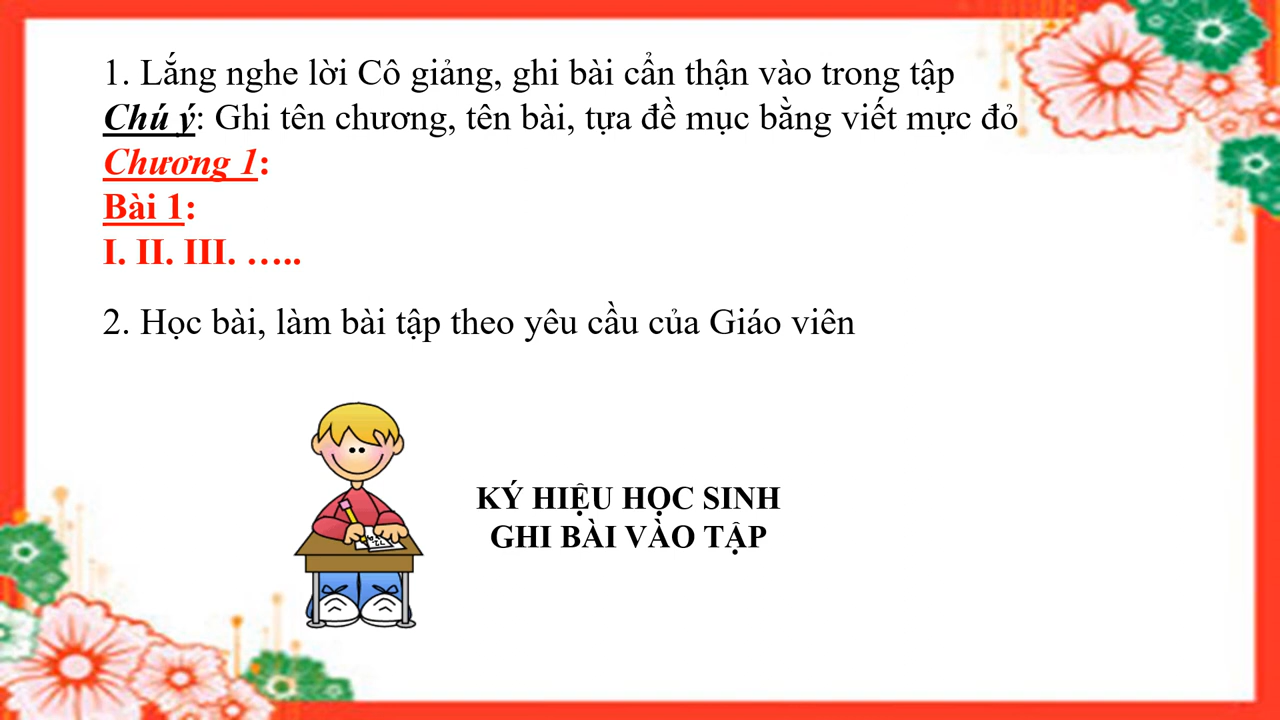 1. Lắng nghe lời Cô giảng, ghi bài cẩn thận vào trong tập
Chú ý: Ghi tên chương, tên bài, tựa đề mục bằng viết mực đỏ
Chương 1:
Bài 1:
I. II. III. …..
2. Học bài, làm bài tập theo yêu cầu của Giáo viên
KÝ HIỆU HỌC SINH
GHI BÀI VÀO TẬP